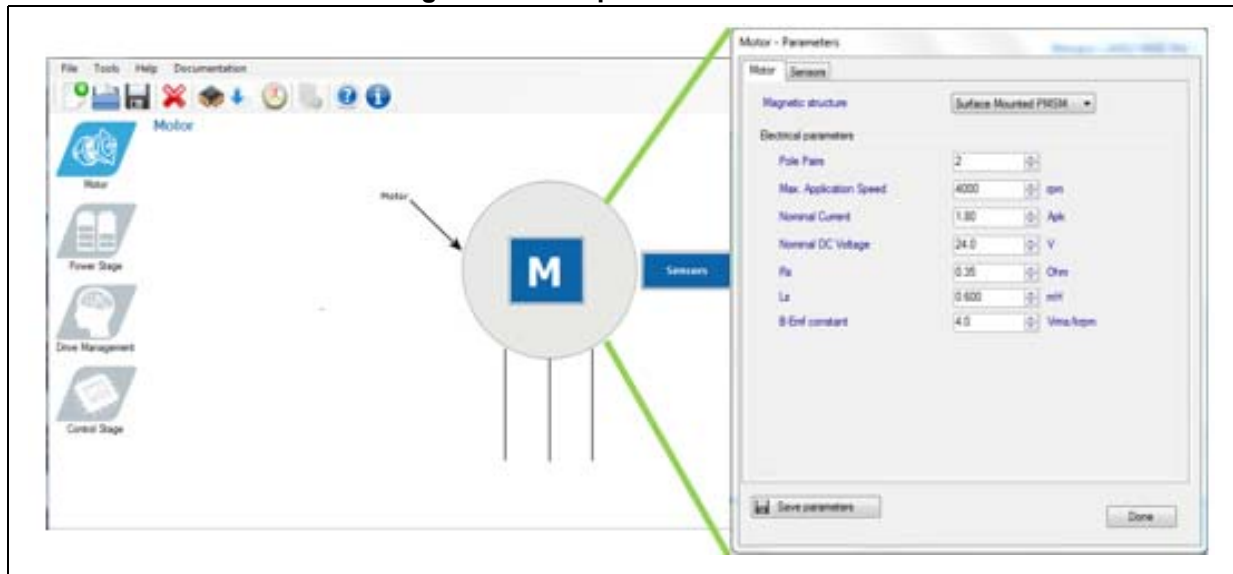 File Tools Help Documentation
Motor
Motor
Power Stage
Drive Management
Control Stage
Motor
M
Sensors
Motor - Parameters
Motor Sensors
Magnetic structure Surface Mounted PMSM
Electrical parameters
Pole Pairs 2
Max. Application Speed 4000 rpm
Nominal Current 1.80 Apk
Nominal DC Voltage 24.0 V
Rs 0.35 Ohm
Ls 0.600 mH
B-Emf constant 4.0 Vrms/krpm
Save parameters
Done